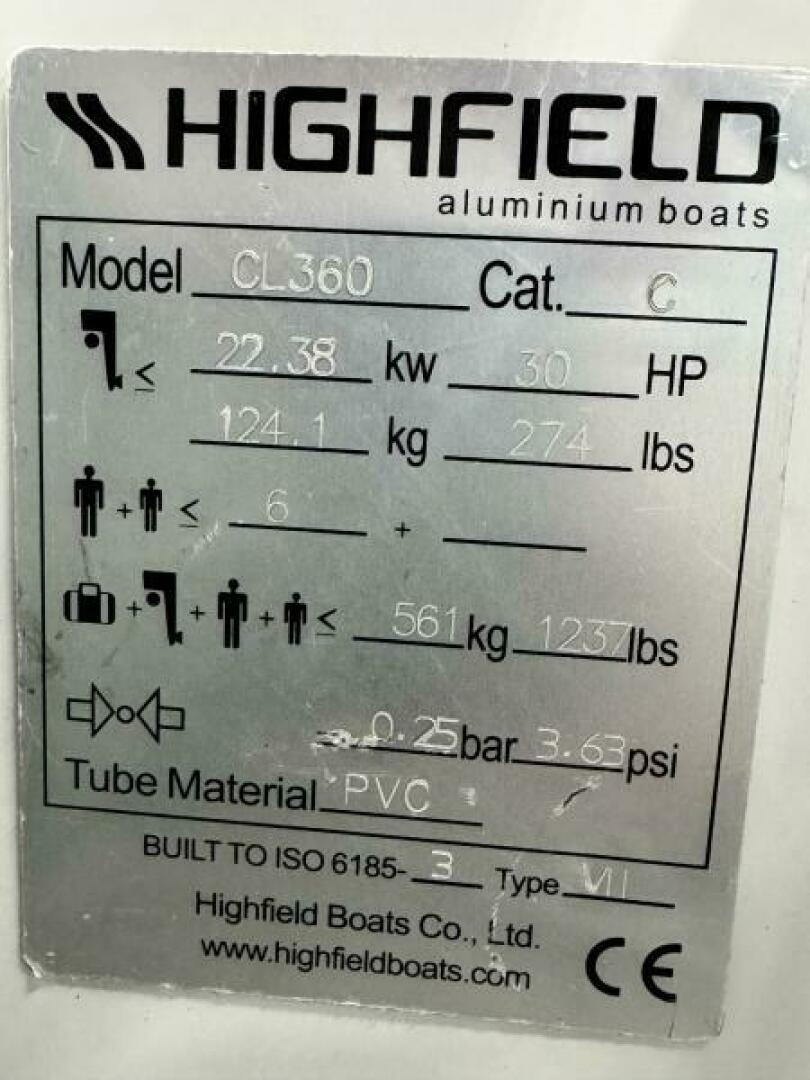 HIGHFIELD
aluminium boats
Model CL360 Cat. C
≤ 22.38 kw 30 HP
124.1 kg 274 lbs
+ ≤ 6 +
+ + + ≤ 561 kg 1237 lbs
0.25 bar 3.63 psi
Tube Material PVC
BUILT TO ISO 6185- 3 Type VII
Highfield Boats Co., Ltd.
www.highfieldboats.com CE